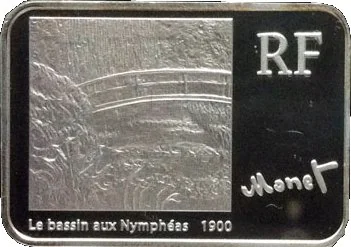 RF
Monet
Le bassin aux Nymphéas 1900